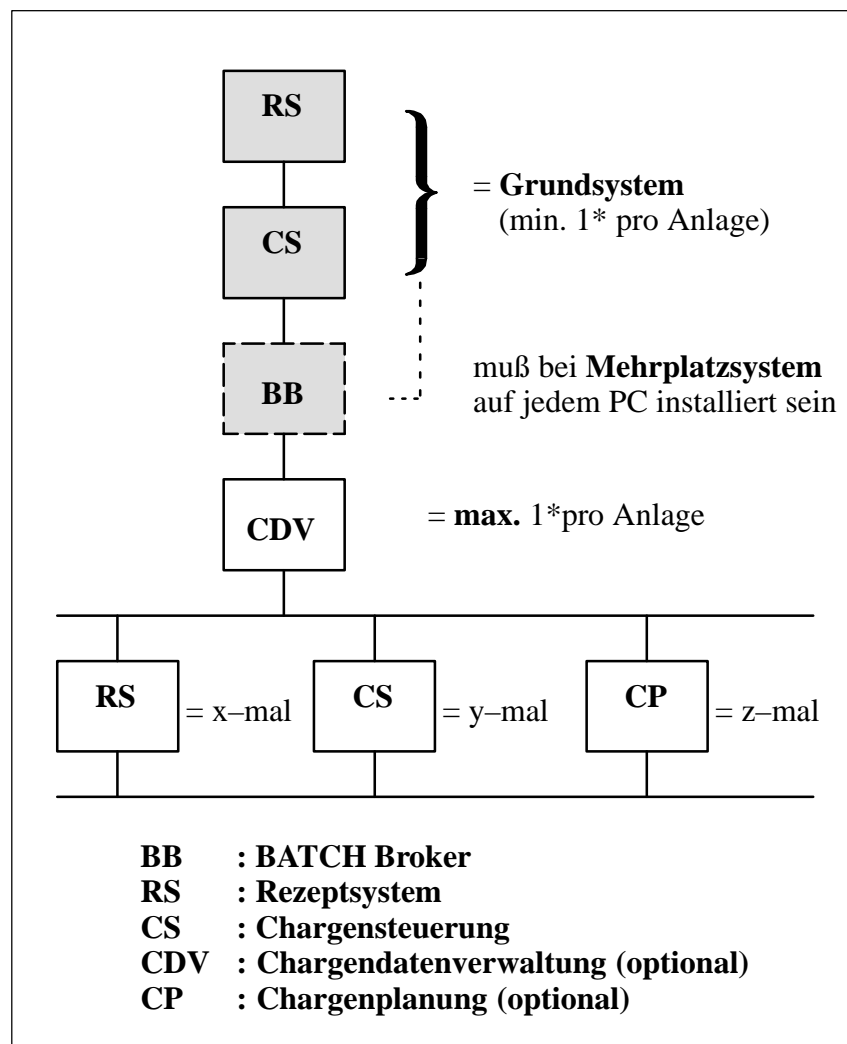 RS
= Grundsystem
(min. 1* pro Anlage)
CS
BB
muß bei Mehrplatzsystem
auf jedem PC installiert sein
CDV
= max. 1*pro Anlage
RS = x–mal CS = y–mal CP = z–mal
BB : BATCH Broker
RS : Rezeptsystem
CS : Chargensteuerung
CDV : Chargendatenverwaltung (optional)
CP : Chargenplanung (optional)